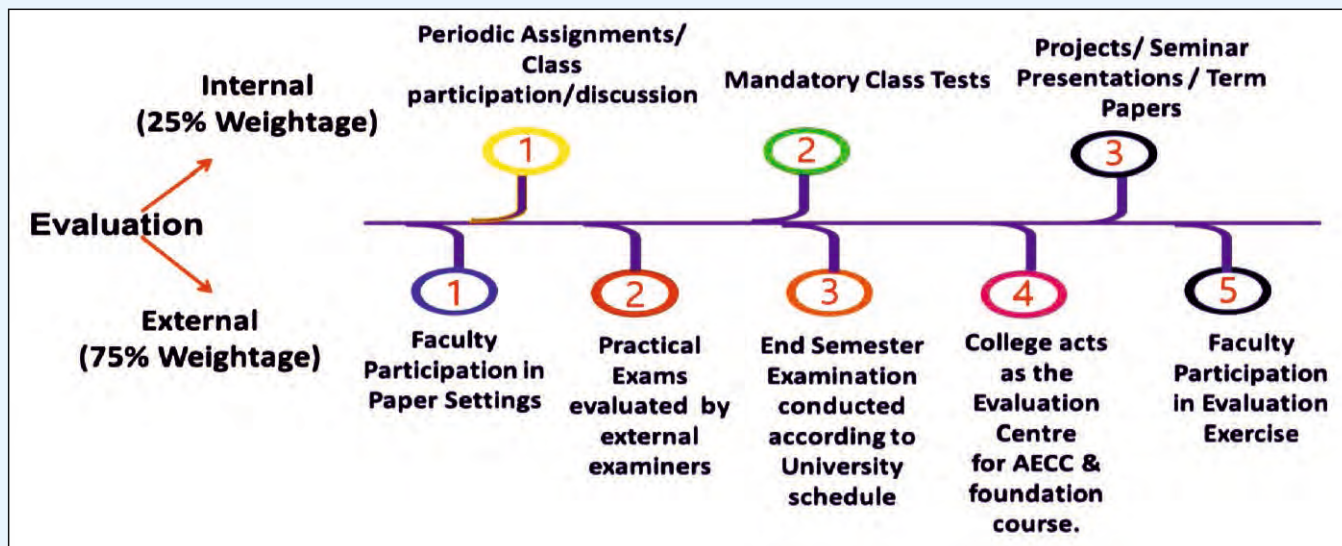 Evaluation
Internal
(25% Weightage)
Periodic Assignments/
Class
participation/discussion
1
Mandatory Class Tests
2
Projects/ Seminar
Presentations / Term
Papers
3
External
(75% Weightage)
1
Faculty
Participation in
Paper Settings
2
Practical
Exams
evaluated by
external
examiners
3
End Semester
Examination
conducted
according to
University
schedule
4
College acts
as the
Evaluation
Centre
for AECC &
foundation
course.
5
Faculty
Participation
in Evaluation
Exercise